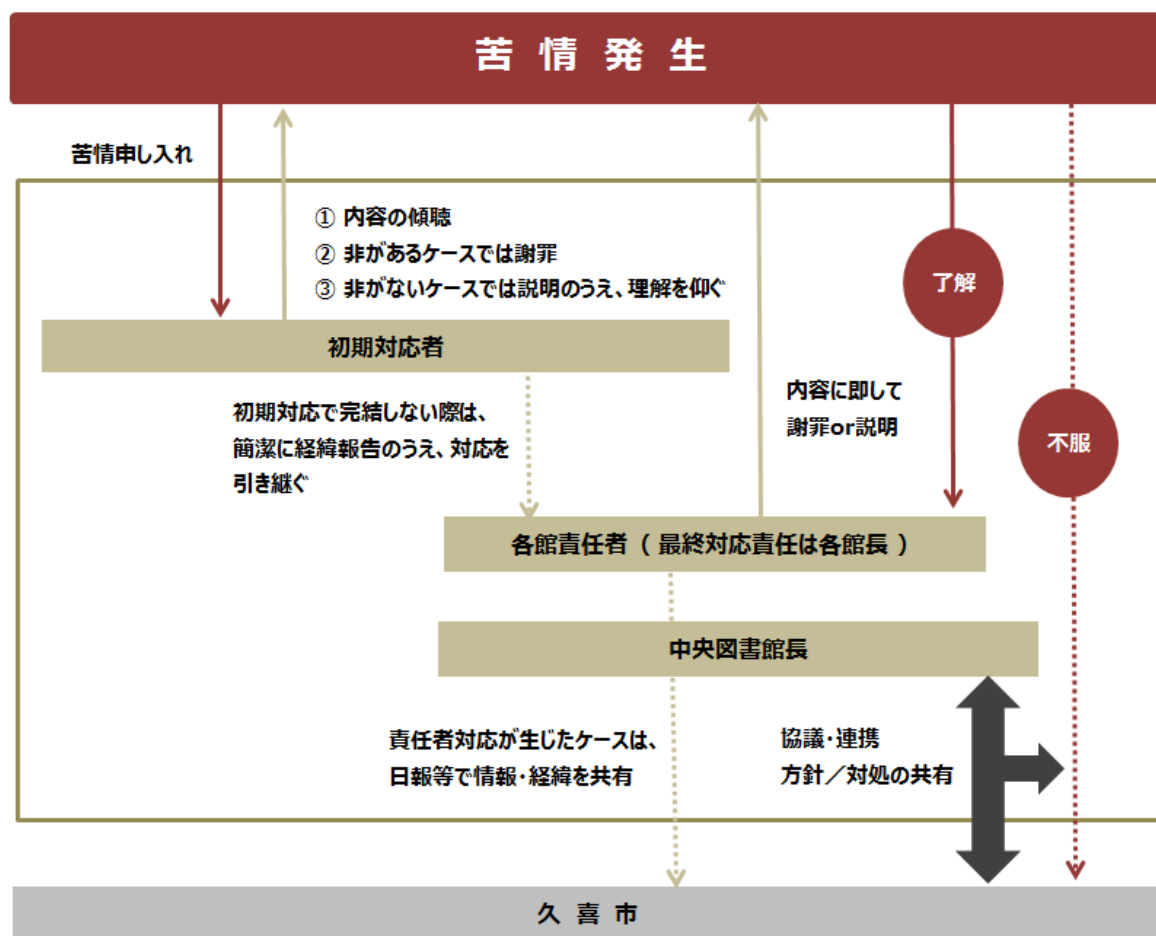 苦情発生
苦情申し入れ
① 内容の傾聴
② 非があるケースでは謝罪
③ 非がないケースでは説明のうえ、理解を仰ぐ
了解
初期対応者
内容に即して
謝罪or説明
初期対応で完結しない際は、
簡潔に経緯報告のうえ、対応を
引き継ぐ
不服
各館責任者（ 最終対応責任は各館長 ）
中央図書館長
責任者対応が生じたケースは、
日報等で情報・経緯を共有
協議・連携
方針／対処の共有
久喜市